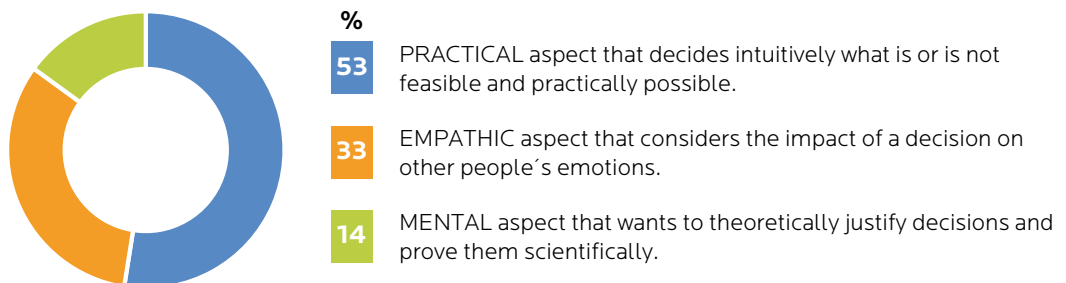 %
53
PRACTICAL aspect that decides intuitively what is or is not
feasible and practically possible.
33
EMPATHIC aspect that considers the impact of a decision on
other people´s emotions.
14
MENTAL aspect that wants to theoretically justify decisions and
prove them scientifically.